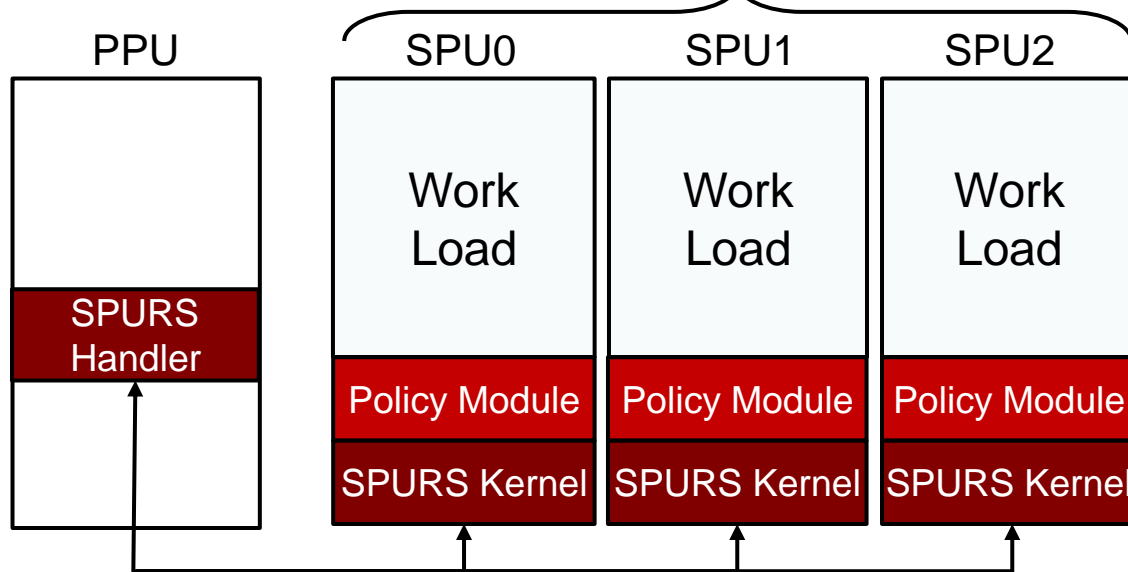 PPU
SPU0
SPU1
SPU2
Work
Load
Work
Load
Work
Load
SPURS
Handler
Policy Module
Policy Module
Policy Module
SPURS Kernel
SPURS Kernel
SPURS Kernel